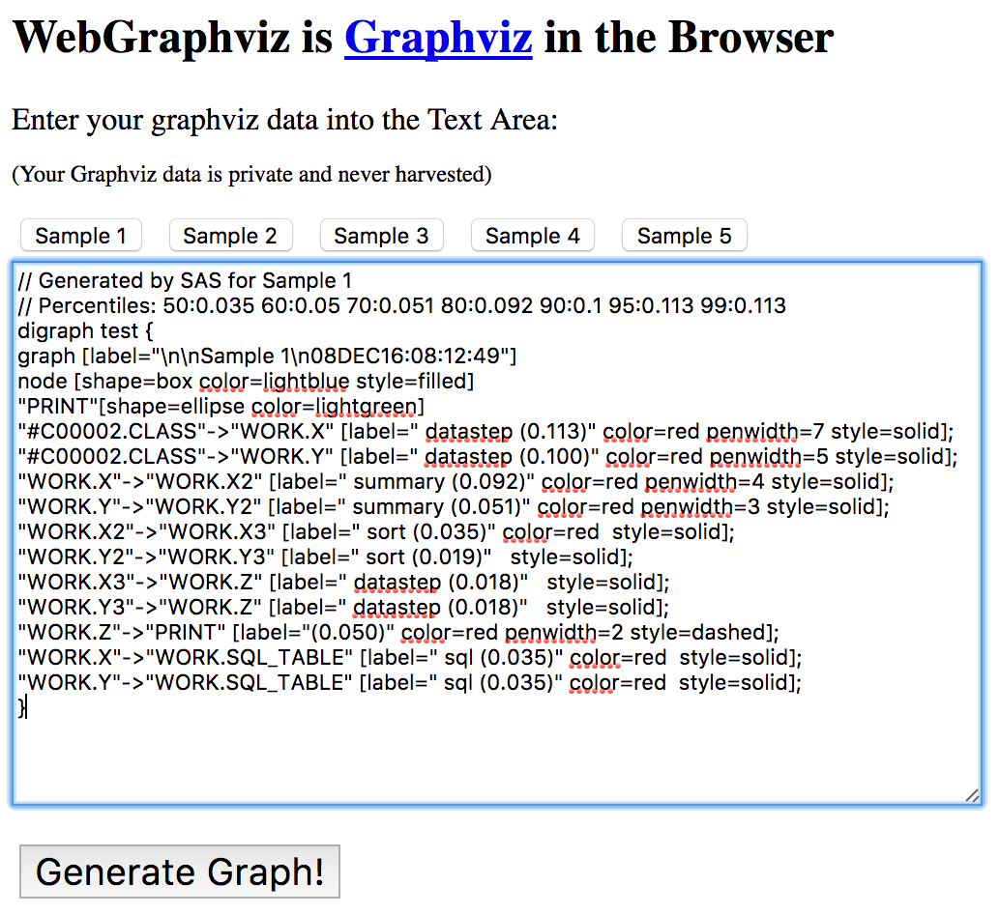 WebGraphviz is Graphviz in the Browser
Enter your graphviz data into the Text Area:
(Your Graphviz data is private and never harvested)
Sample 1 Sample 2 Sample 3 Sample 4 Sample 5
// Generated by SAS for Sample 1
// Percentiles: 50:0.035 60:0.05 70:0.051 80:0.092 90:0.1 95:0.113 99:0.113
digraph test {
graph [label="\n\nSample 1\n08DEC16:08:12:49"]
node [shape=box color=lightblue style=filled]
"PRINT"[shape=ellipse color=lightgreen]
"#C00002.CLASS"->"WORK.X" [label=" datastep (0.113)" color=red penwidth=7 style=solid];
"#C00002.CLASS"->"WORK.Y" [label=" datastep (0.100)" color=red penwidth=5 style=solid];
"WORK.X"->"WORK.X2" [label=" summary (0.092)" color=red penwidth=4 style=solid];
"WORK.Y"->"WORK.Y2" [label=" summary (0.051)" color=red penwidth=3 style=solid];
"WORK.X2"->"WORK.X3" [label=" sort (0.035)" color=red  style=solid];
"WORK.Y2"->"WORK.Y3" [label=" sort (0.019)"   style=solid];
"WORK.X3"->"WORK.Z" [label=" datastep (0.018)"   style=solid];
"WORK.Y3"->"WORK.Z" [label=" datastep (0.018)"   style=solid];
"WORK.Z"->"PRINT" [label="(0.050)" color=red penwidth=2 style=dashed];
"WORK.X"->"WORK.SQL_TABLE" [label=" sql (0.035)" color=red  style=solid];
"WORK.Y"->"WORK.SQL_TABLE" [label=" sql (0.035)" color=red  style=solid];
}
Generate Graph!